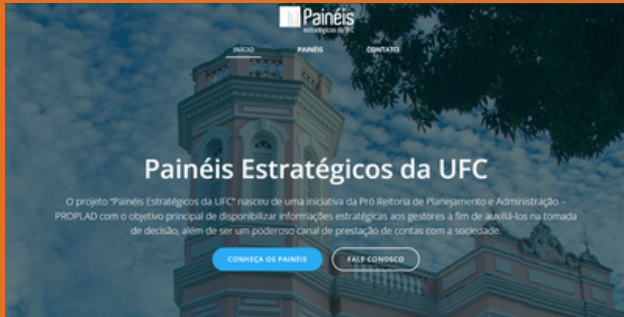 Painéis
estratégicos da UFC
INÍCIO PAINÉIS CONTATO
Painéis Estratégicos da UFC
O projeto "Painéis Estratégicos da UFC" nasceu de uma iniciativa da Pró Reitoria de Planejamento e Administração –
PROPLAD com o objetivo principal de disponibilizar informações estratégicas aos gestores a fim de auxiliá-los na tomada
de decisão, além de ser um poderoso canal de prestação de contas com a sociedade.
CONHEÇA OS PAINÉIS FALE CONOSCO